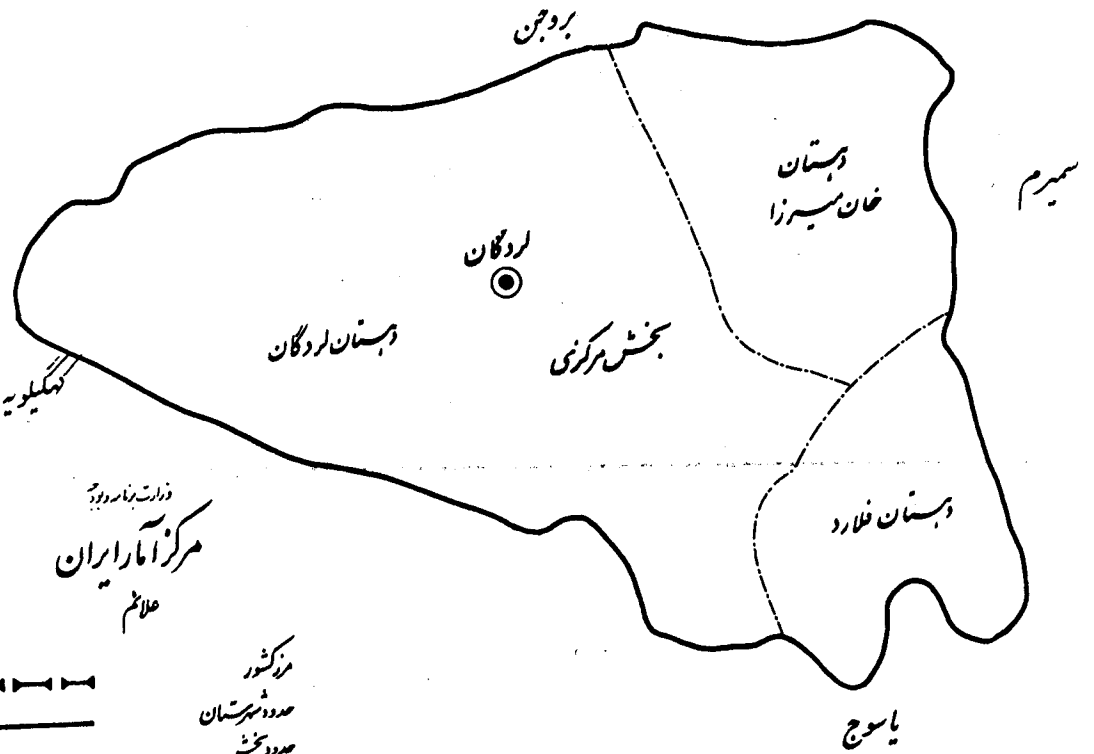 بروجن
دهستان
خان میرزا
سمیرم
لردگان
دهستان لردگان
بخش مرکزی
کهگیلویه
دهستان فلارد
وزارت برنامه و بودجه
مرکز آمار ایران
علائم
مرز کشور
حدود شهرستان
حدود بخش
یاسوج